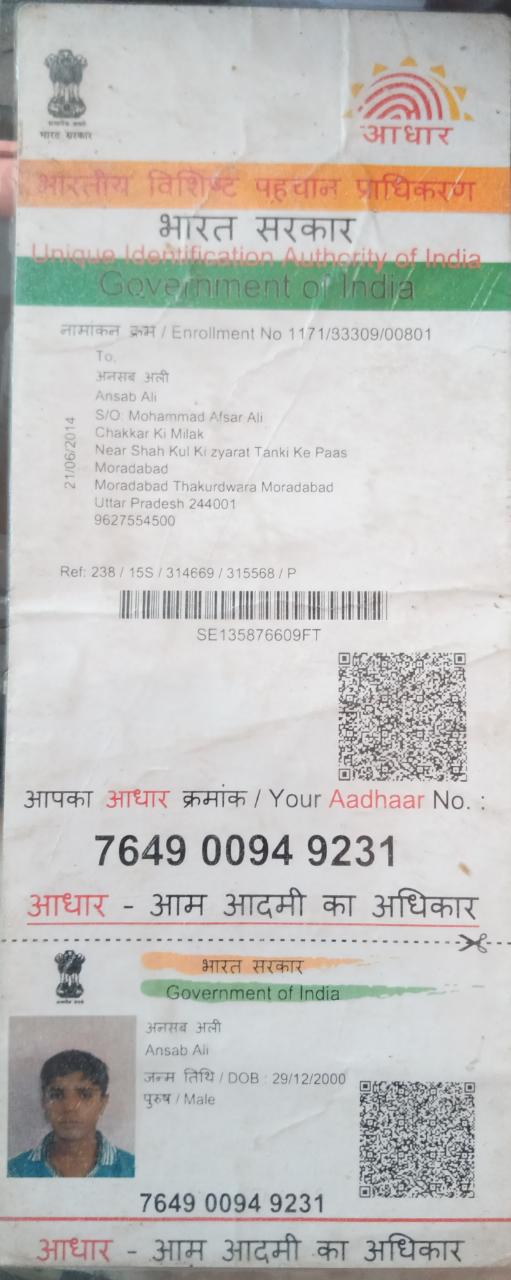 भारत सरकार
आधार
भारतीय विशिष्ट पहचान प्राधिकरण
भारत सरकार
Unique Identification Authority of India
Government of India
नामांकन क्रम / Enrollment No 1171/33309/00801
To,
अनसब अली
Ansab Ali
S/O: Mohammad Afsar Ali
Chakkar Ki Milak
Near Shah Kul Ki zyarat Tanki Ke Paas
Moradabad
Moradabad Thakurdwara Moradabad
Uttar Pradesh 244001
9627554500
21/06/2014
Ref: 238 / 15S / 314669 / 315568 / P
SE135876609FT
आपका आधार क्रमांक / Your Aadhaar No. :
7649 0094 9231
आधार - आम आदमी का अधिकार
भारत सरकार
Government of India
अनसब अली
Ansab Ali
जन्म तिथि / DOB : 29/12/2000
पुरुष / Male
7649 0094 9231
आधार - आम आदमी का अधिकार